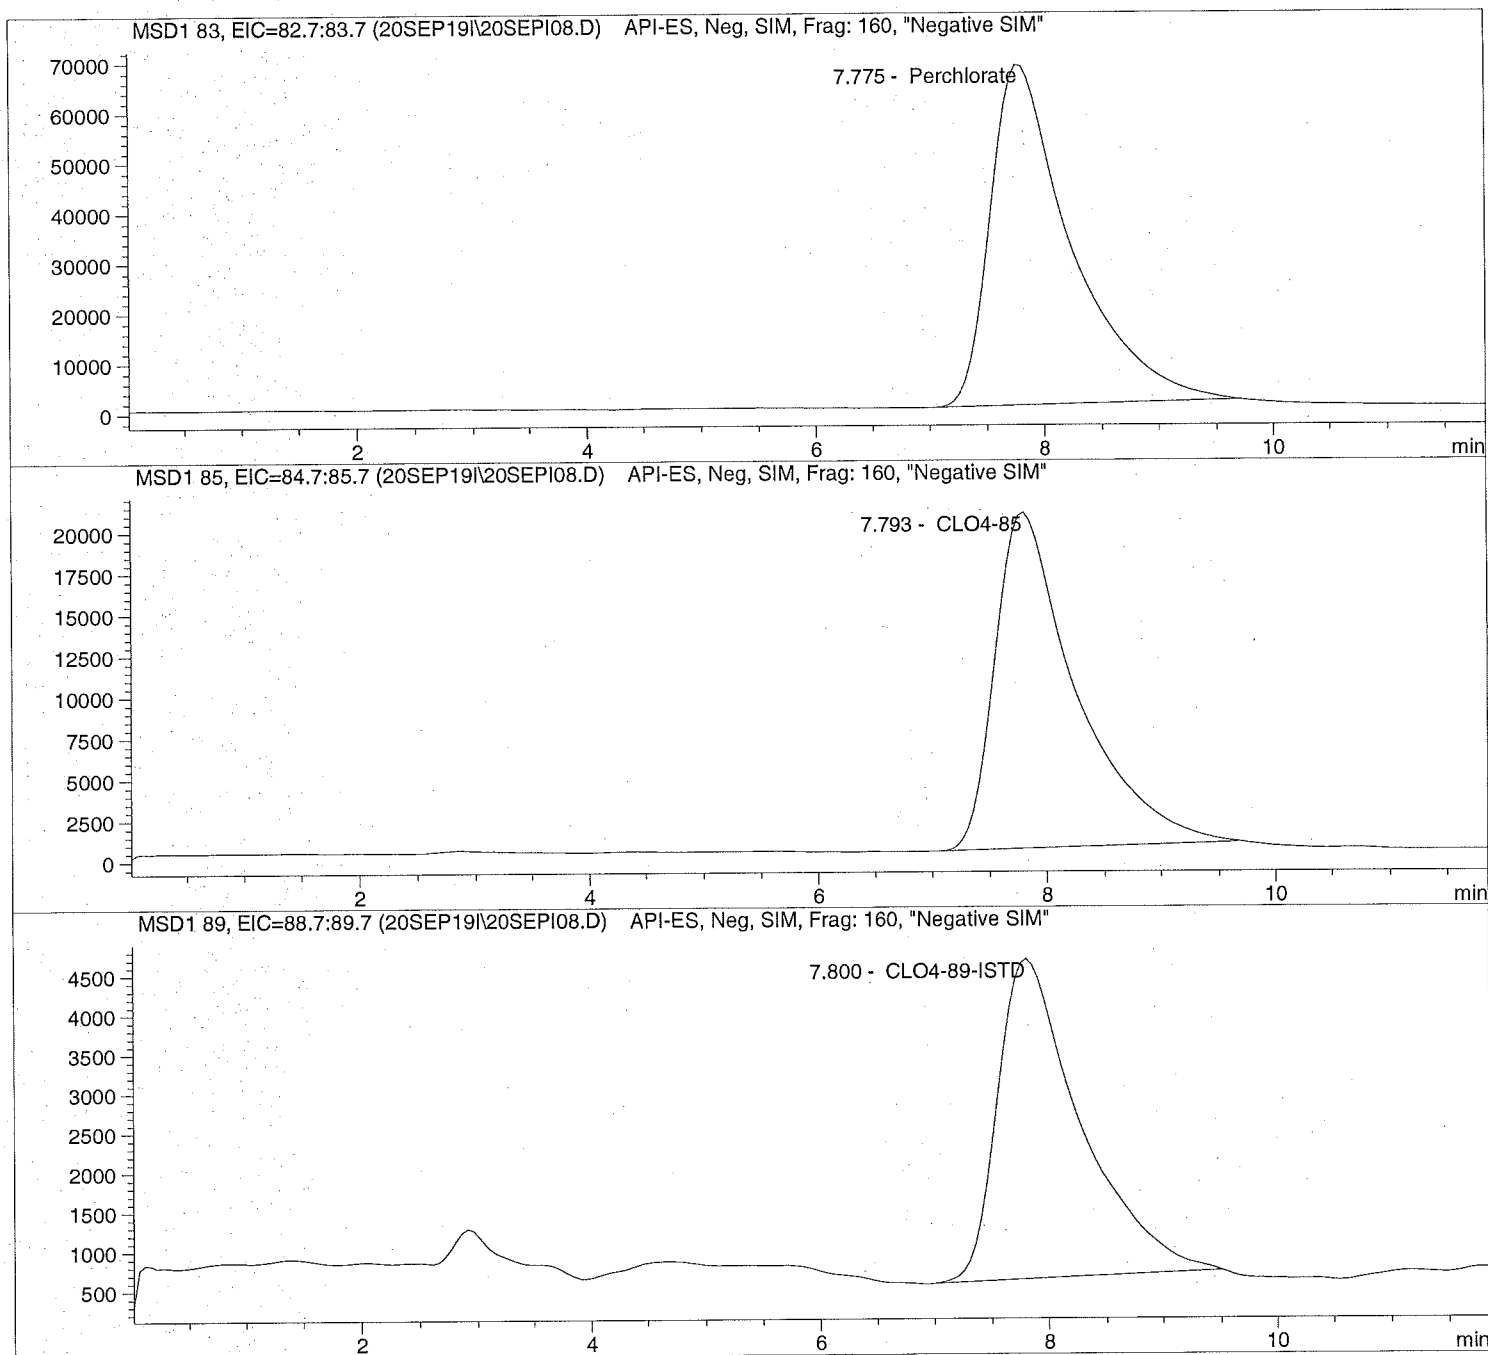 MSD1 83, EIC=82.7:83.7 (20SEP19I\20SEPI08.D) API-ES, Neg, SIM, Frag: 160, "Negative SIM"
70000
7.775 - Perchlorate
60000
50000
40000
30000
20000
10000
0
2 4 6 8 10 min
MSD1 85, EIC=84.7:85.7 (20SEP19I\20SEPI08.D) API-ES, Neg, SIM, Frag: 160, "Negative SIM"
7.793 - CLO4-85
20000
17500
15000
12500
10000
7500
5000
2500
0
2 4 6 8 10 min
MSD1 89, EIC=88.7:89.7 (20SEP19I\20SEPI08.D) API-ES, Neg, SIM, Frag: 160, "Negative SIM"
7.800 - CLO4-89-ISTD
4500
4000
3500
3000
2500
2000
1500
1000
500
2 4 6 8 10 min